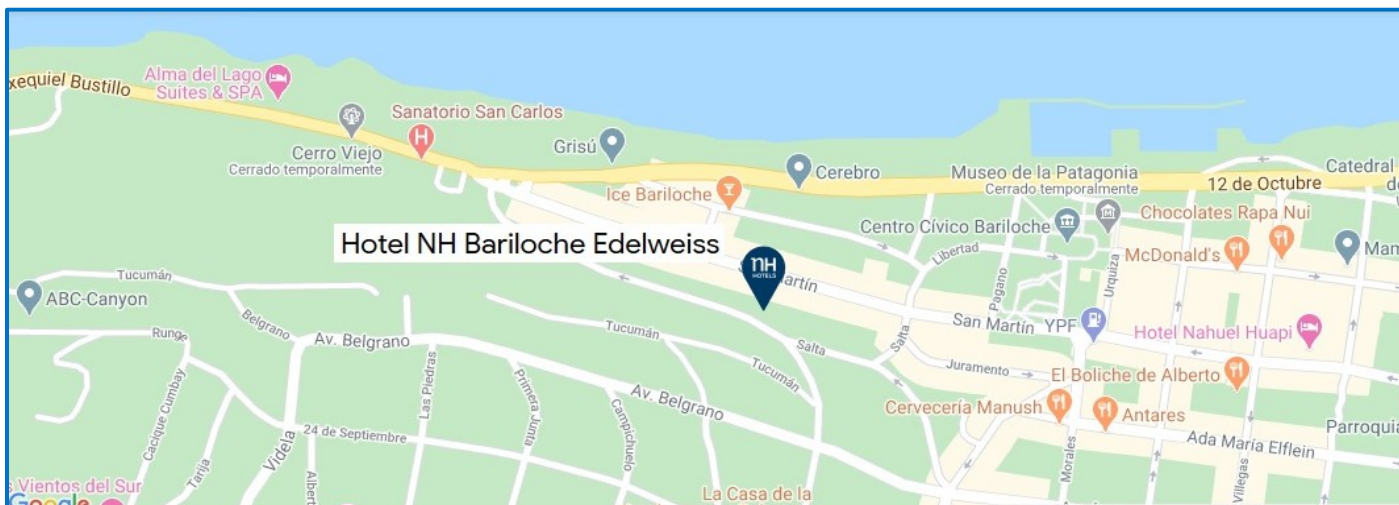 xequiel Bustillo
Alma del Lago
Suites & SPA
Sanatorio San Carlos
Cerro Viejo
Cerrado temporalmente
Grisú
Cerebro
Museo de la Patagonia
Cerrado temporalmente
Catedral
12 de Octubre
Ice Bariloche
Centro Cívico Bariloche
Chocolates Rapa Nui
Hotel NH Bariloche Edelweiss
nH
HOTELS
Libertad
McDonald's
Mam
Pagano
Urquiza
Martín
San Martín
YPF
Hotel Nahuel Huapi
Tucumán
ABC-Canyon
Belgrano
Runge
Av. Belgrano
Tucumán
Tucumán
Salta
Salta
Juramento
El Boliche de Alberto
Cacique Cumbay
Las Piedras
Primera Junta
Campichuelo
Av. Belgrano
Cervecería Manush
Antares
Parroquia
24 de Septiembre
Videla
Tarija
Albert
Morales
Ada María Elflein
Villegas
Vientos del Sur
La Casa de la
Google